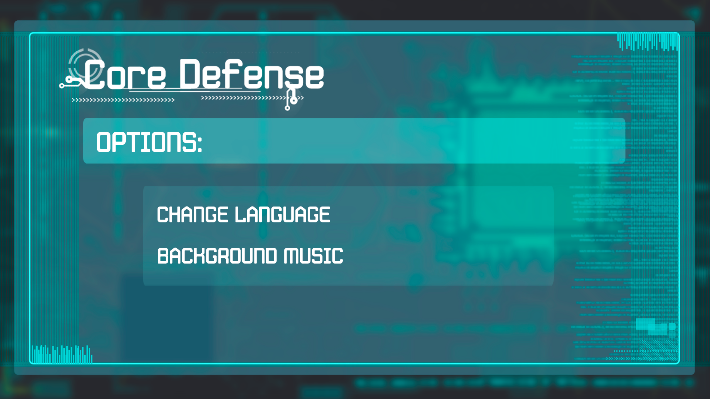 Core Defense
OPTIONS:
CHANGE LANGUAGE
BACKGROUND MUSIC